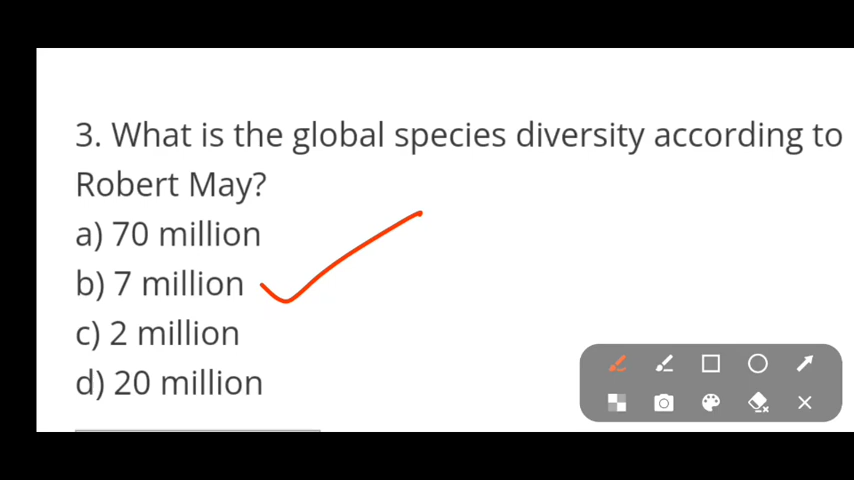 3. What is the global species diversity according to
Robert May?
a) 70 million
b) 7 million
c) 2 million
d) 20 million